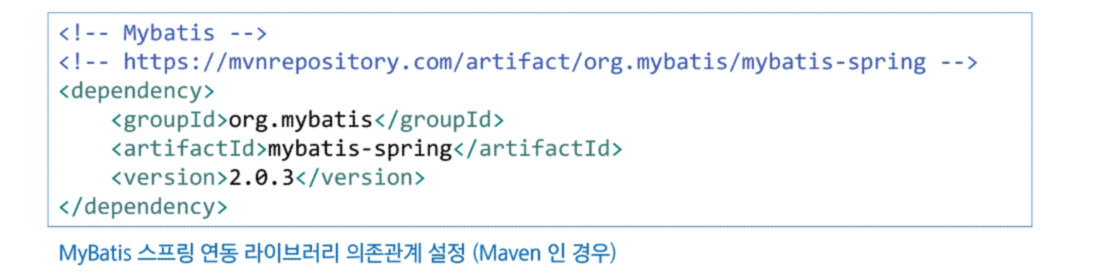 <!-- Mybatis -->
<!-- https://mvnrepository.com/artifact/org.mybatis/mybatis-spring -->
<dependency>
    <groupId>org.mybatis</groupId>
    <artifactId>mybatis-spring</artifactId>
    <version>2.0.3</version>
</dependency>
MyBatis 스프링 연동 라이브러리 의존관계 설정 (Maven 인 경우)